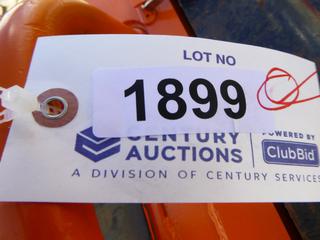 LOT NO
1899
CENTURY
AUCTIONS
POWERED BY
ClubBid
A DIVISION OF CENTURY SERVICES